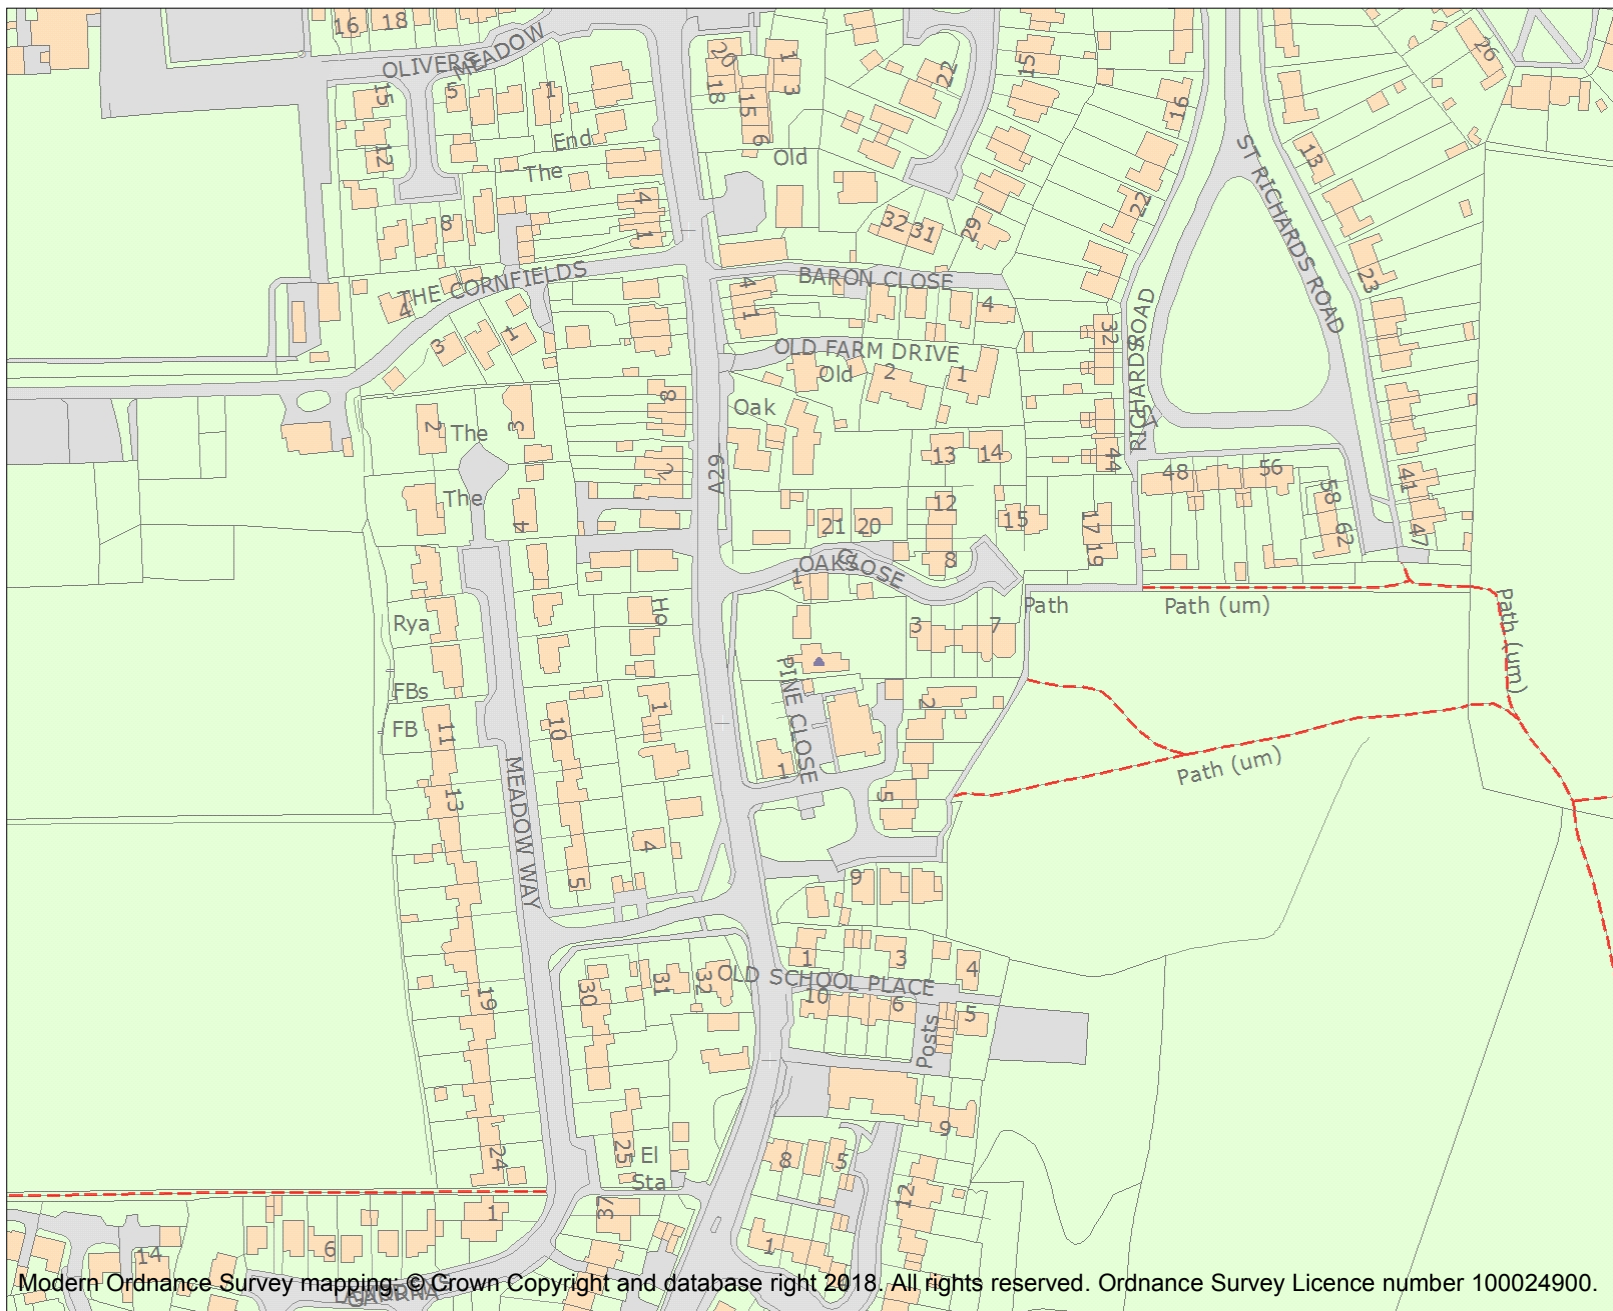 16 18
OLIVERS MEADOW
15
5
1
20
18
1
3
15
6
22
15
16
26
12
End
The
Old
13
ST RICHARDS ROAD
8
4
1
32 31
29
22
23
THE CORNFIELDS
4
BARON CLOSE
4
1
4
3
1
OLD FARM DRIVE
Old
2
1
32
RICHARDS ROAD
ST
2
The
3
8
Oak
A29
13
14
44
48
56
41
The
4
2
12
21 20
15
17
19
58
62
47
8
OAKS
CLOSE
1
Path
Path (um)
Path (um)
Rya
Ho
3
7
PINE CLOSE
FBs
FB
11
10
1
2
Path (um)
1
13
5
MEADOW WAY
4
5
9
1
3
4
30
31
32
OLD SCHOOL PLACE
10
6
5
19
Posts
9
24
25
El
Sta
8
5
12
37
1
14
6
1
Modern Ordnance Survey mapping: © Crown Copyright and database right 2018. All rights reserved. Ordnance Survey Licence number 100024900.